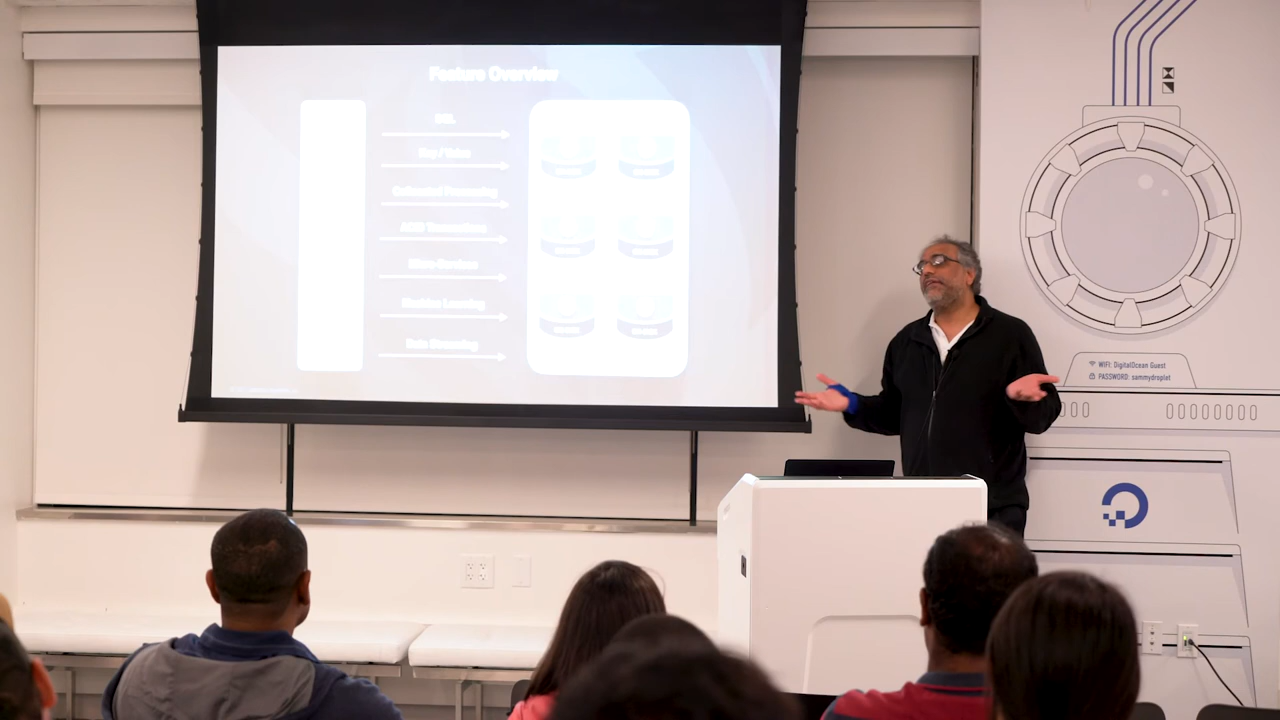 Feature Overview
SQL
Key / Value
Collocated Processing
ACID Transactions
Micro-Services
Machine Learning
Data Streaming
WIFI: DigitalOcean Guest
PASSWORD: sammydroplet